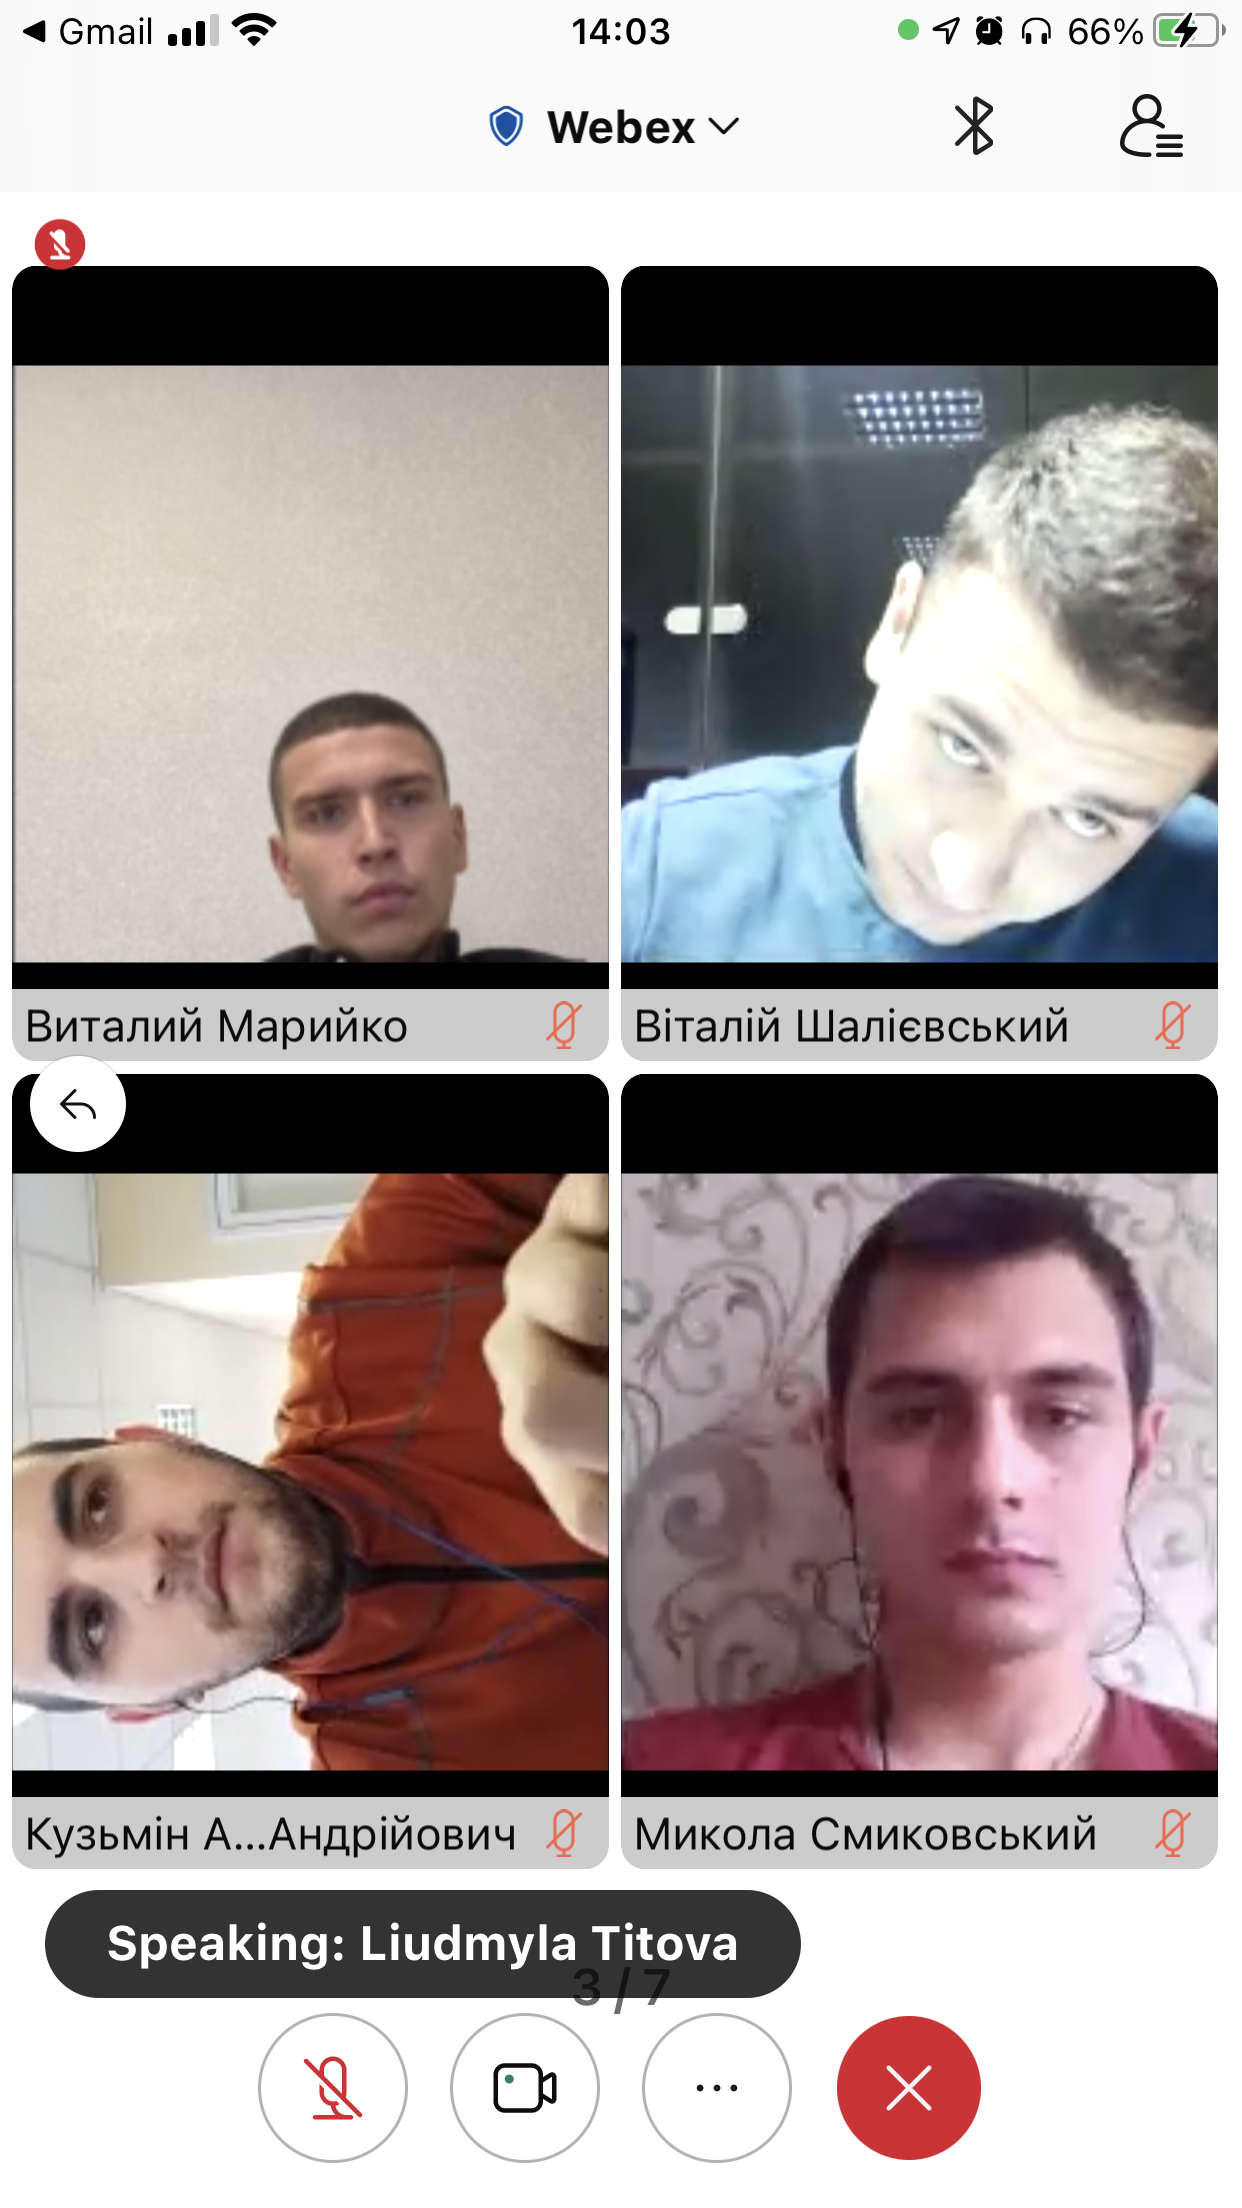 Gmail
14:03
66%
Webex
Виталий Марийко
Віталій Шалієвський
Кузьмін А...Андрійович
Микола Смиковський
Speaking: Liudmyla Titova
3 / 7